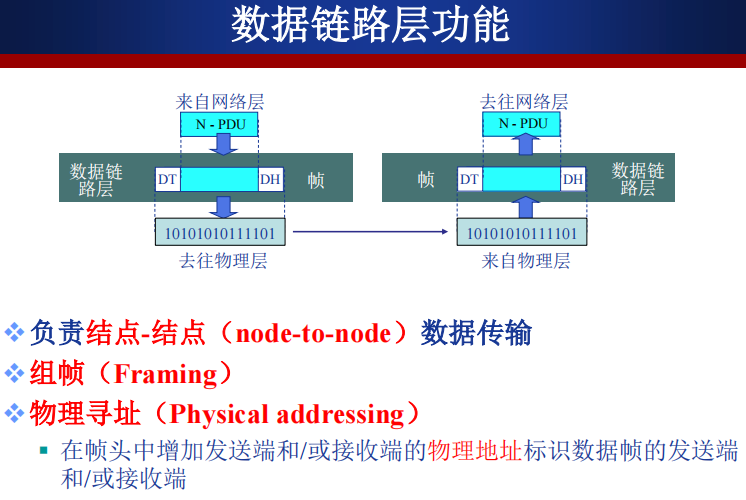 数据链路层功能
来自网络层
去往网络层
N - PDU
N - PDU
数据链
路层
DT
DH
帧
帧
DT
DH
数据链
路层
10101010111101
10101010111101
去往物理层
来自物理层
负责结点-结点（node-to-node）数据传输
组帧（Framing）
物理寻址（Physical addressing）
在帧头中增加发送端和/或接收端的物理地址标识数据帧的发送端
和/或接收端